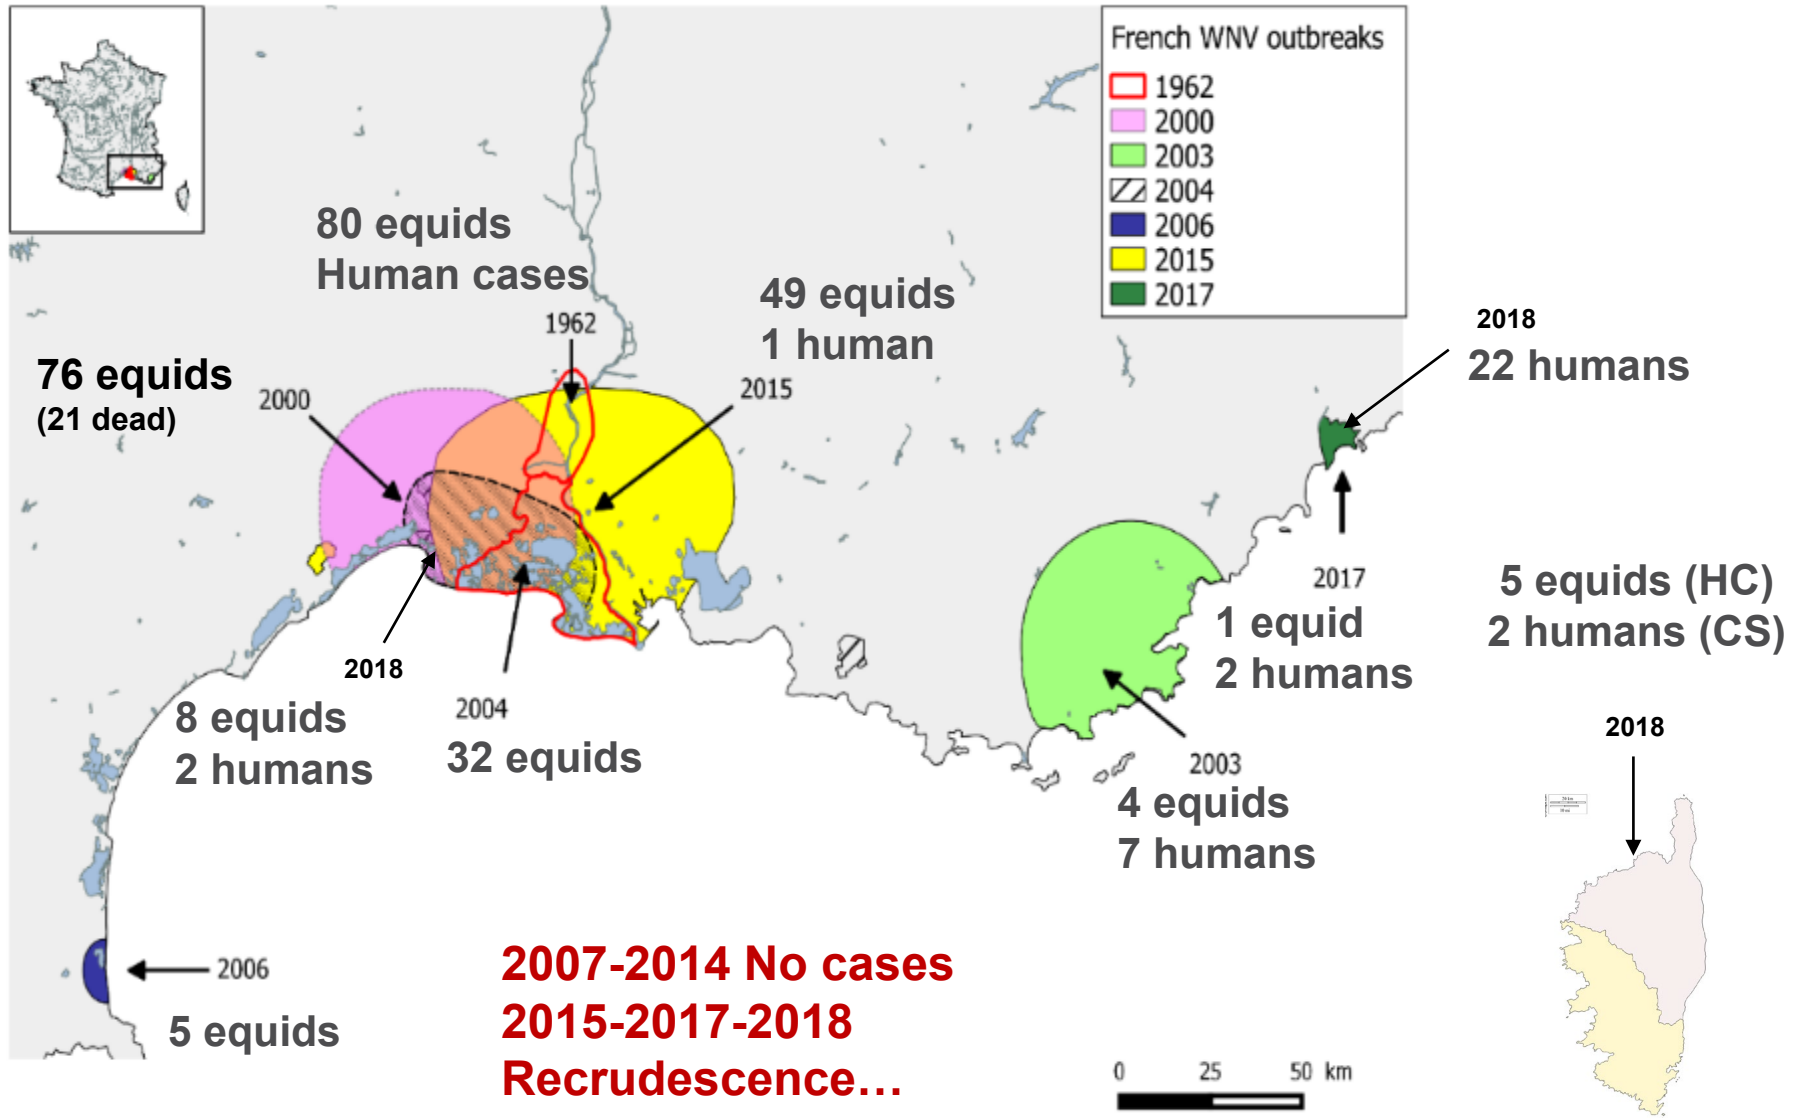 French WNV outbreaks
1962
2000
2003
2004
2006
2015
2017
80 equids
Human cases
1962
49 equids
1 human
2015
76 equids
(21 dead)
2000
2018
22 humans
2017
1 equid
2 humans
5 equids (HC)
2 humans (CS)
2018
2018
8 equids
2 humans
2004
32 equids
2003
4 equids
7 humans
2006
5 equids
2007-2014 No cases
2015-2017-2018
Recrudescence…
0 25 50 km